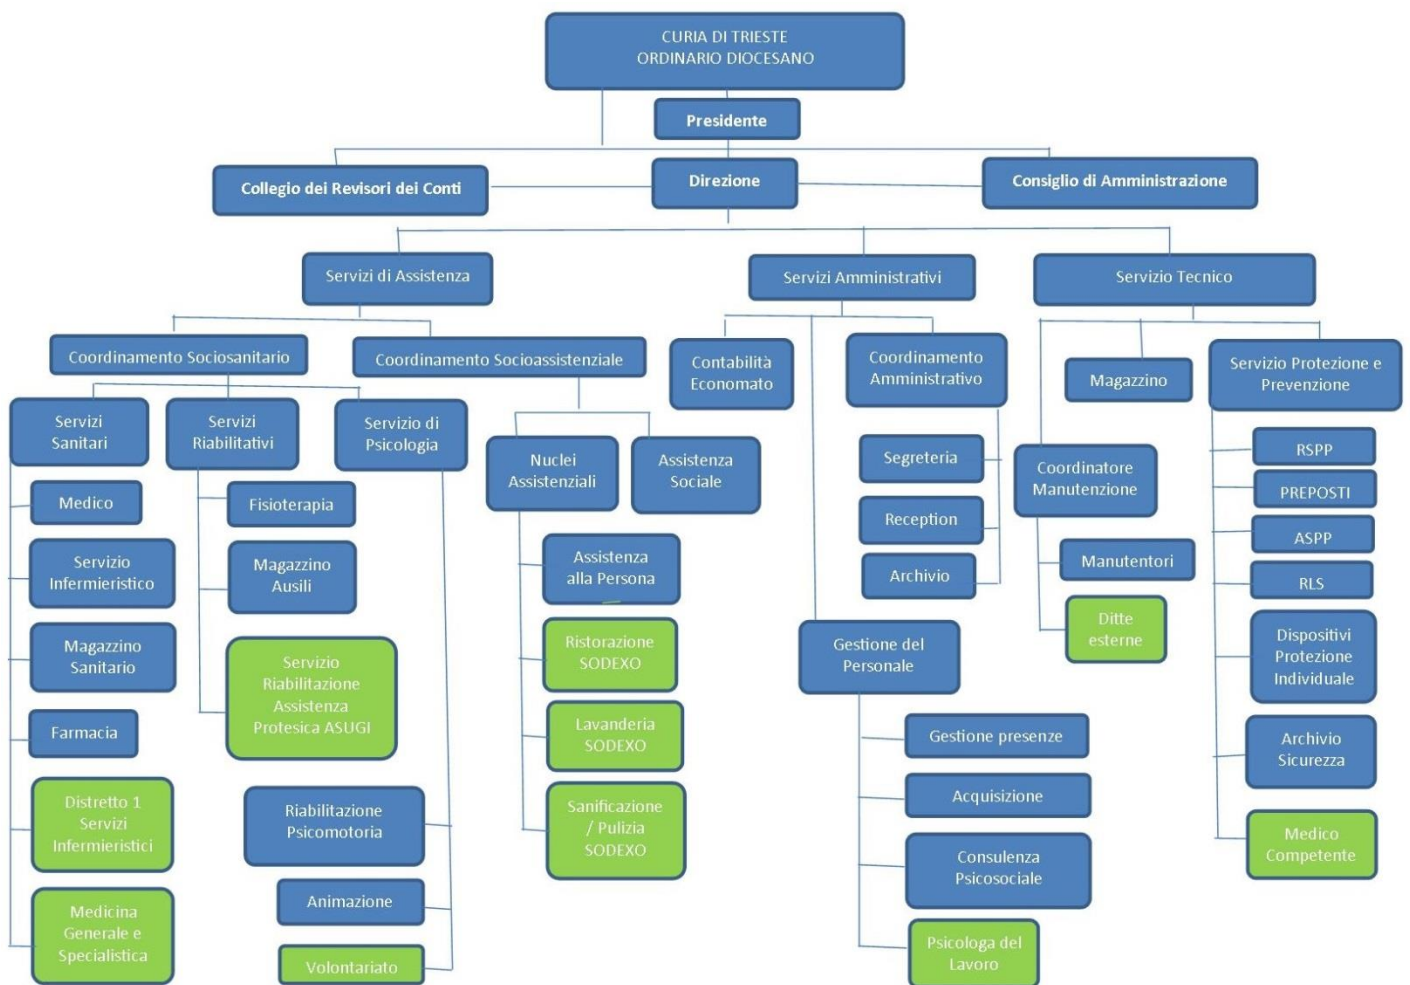 CURIA DI TRIESTE
ORDINARIO DIOCESANO
Presidente
Collegio dei Revisori dei Conti
Direzione
Consiglio di Amministrazione
Servizi di Assistenza
Servizi Amministrativi
Servizio Tecnico
Coordinamento Sociosanitario
Coordinamento Socioassistenziale
Contabilità
Economato
Coordinamento
Amministrativo
Magazzino
Servizio Protezione e
Prevenzione
Servizi
Sanitari
Servizi
Riabilitativi
Servizio di
Psicologia
Nuclei
Assistenziali
Assistenza
Sociale
Segreteria
Reception
Archivio
Coordinatore
Manutenzione
Manutentori
Ditte
esterne
RSPP
PREPOSTI
ASPP
RLS
Dispositivi
Protezione
Individuale
Archivio
Sicurezza
Medico
Competente
Medico
Servizio
Infermieristico
Magazzino
Sanitario
Farmacia
Distretto 1
Servizi
Infermieristici
Medicina
Generale e
Specialistica
Fisioterapia
Magazzino
Ausili
Servizio
Riabilitazione
Assistenza
Protesica ASUGI
Riabilitazione
Psicomotoria
Animazione
Volontariato
Assistenza
alla Persona
Ristorazione
SODEXO
Lavanderia
SODEXO
Sanificazione
/ Pulizia
SODEXO
Gestione del
Personale
Gestione presenze
Acquisizione
Consulenza
Psicosociale
Psicologa del
Lavoro